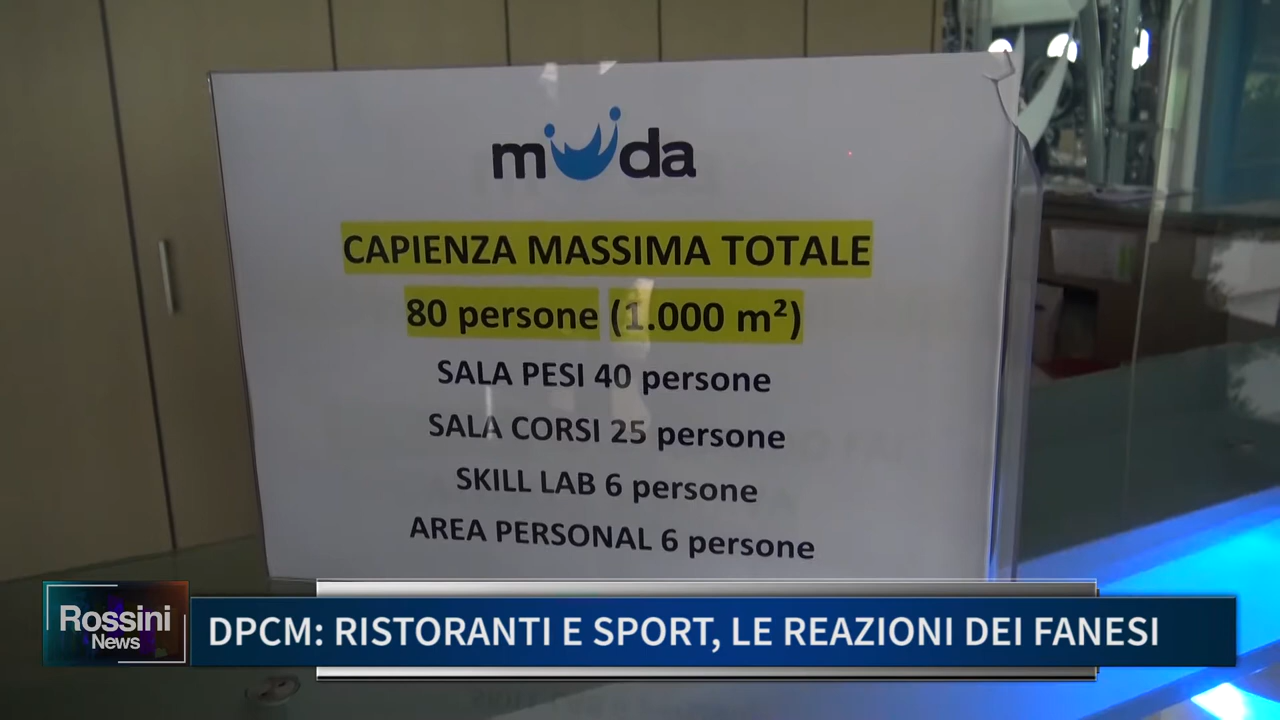 muda
CAPIENZA MASSIMA TOTALE
80 persone (1.000 m²)
SALA PESI 40 persone
SALA CORSI 25 persone
SKILL LAB 6 persone
AREA PERSONAL 6 persone
Rossini
News
DPCM: RISTORANTI E SPORT, LE REAZIONI DEI FANESI